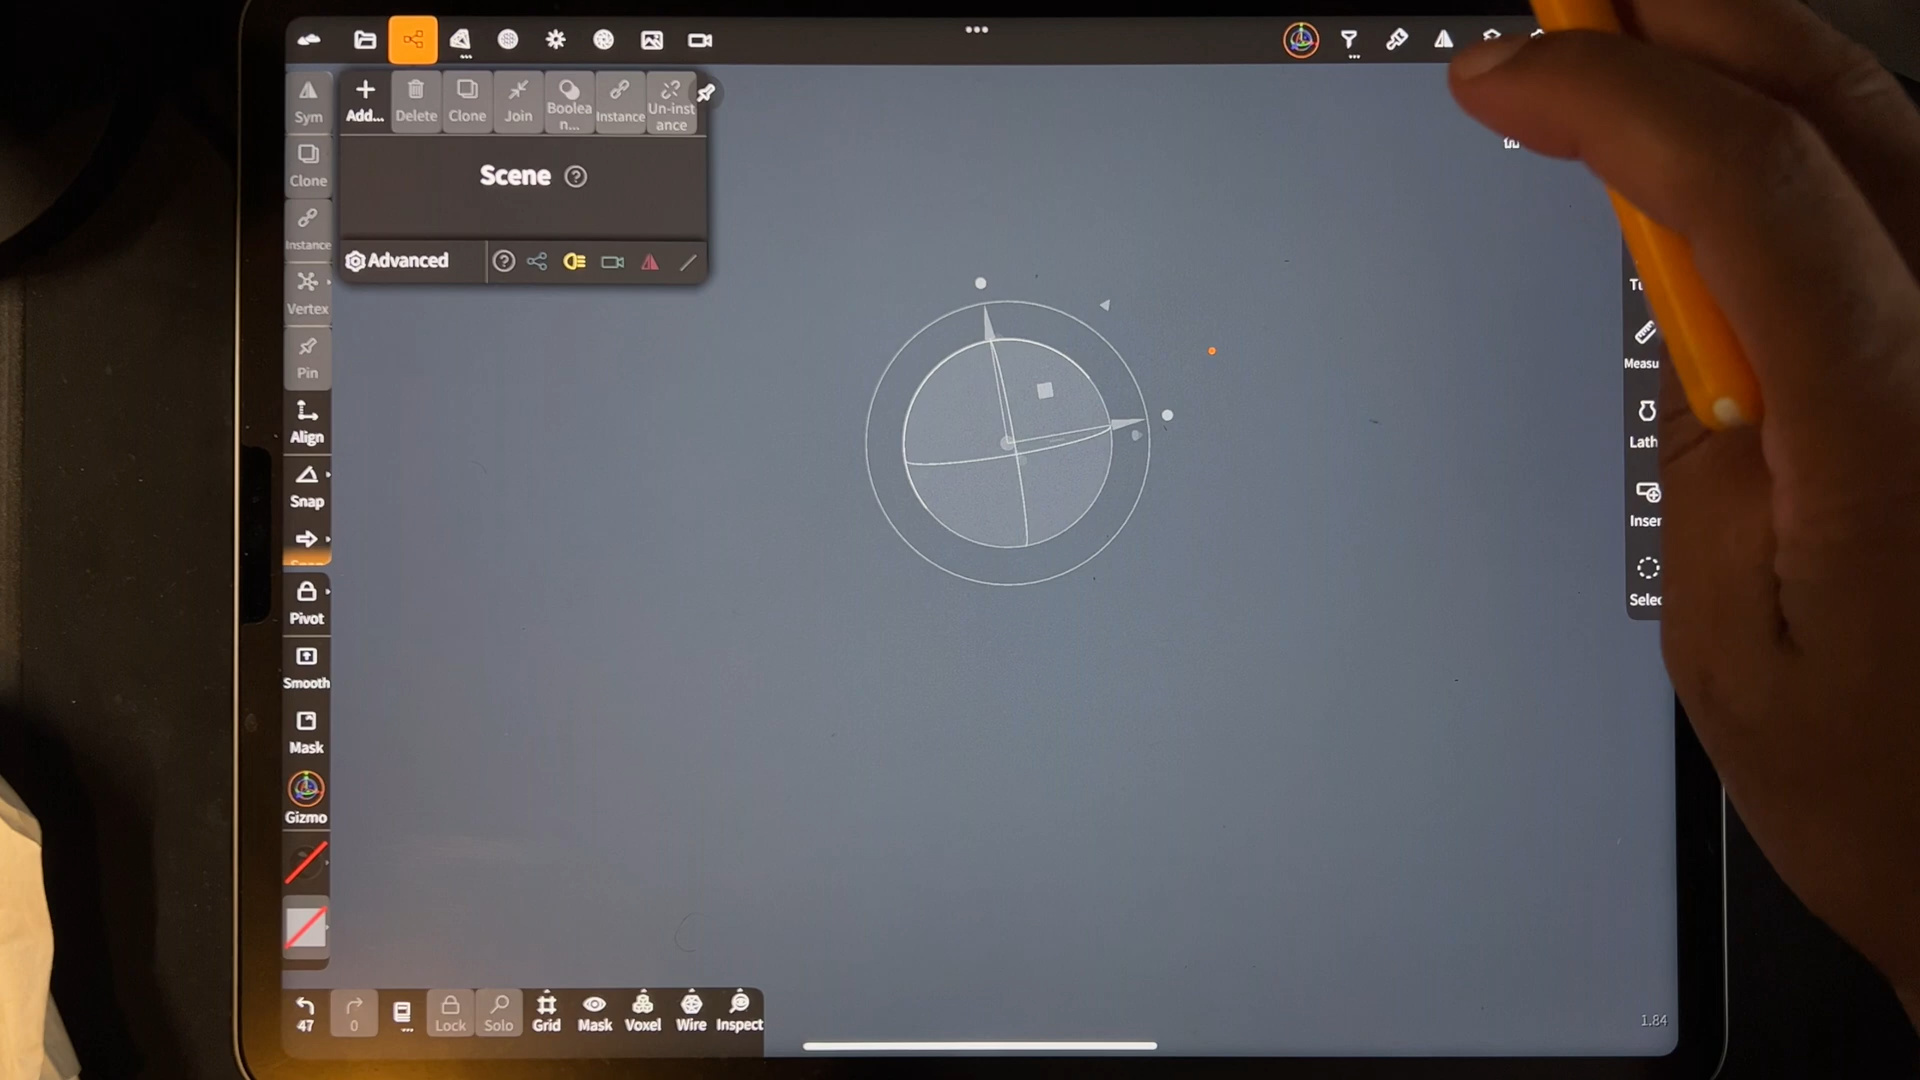 Sym
Clone
Instance
Vertex
Pin
Align
Snap
Pivot
Smooth
Mask
Gizmo
Add...
Delete
Clone
Join
Boolea
n...
Instance
Un-inst
ance
Scene ?
Advanced ?
Measu
Lath
Inser
Selec
47
0
Lock
Solo
Grid
Mask
Voxel
Wire
Inspect
1.84